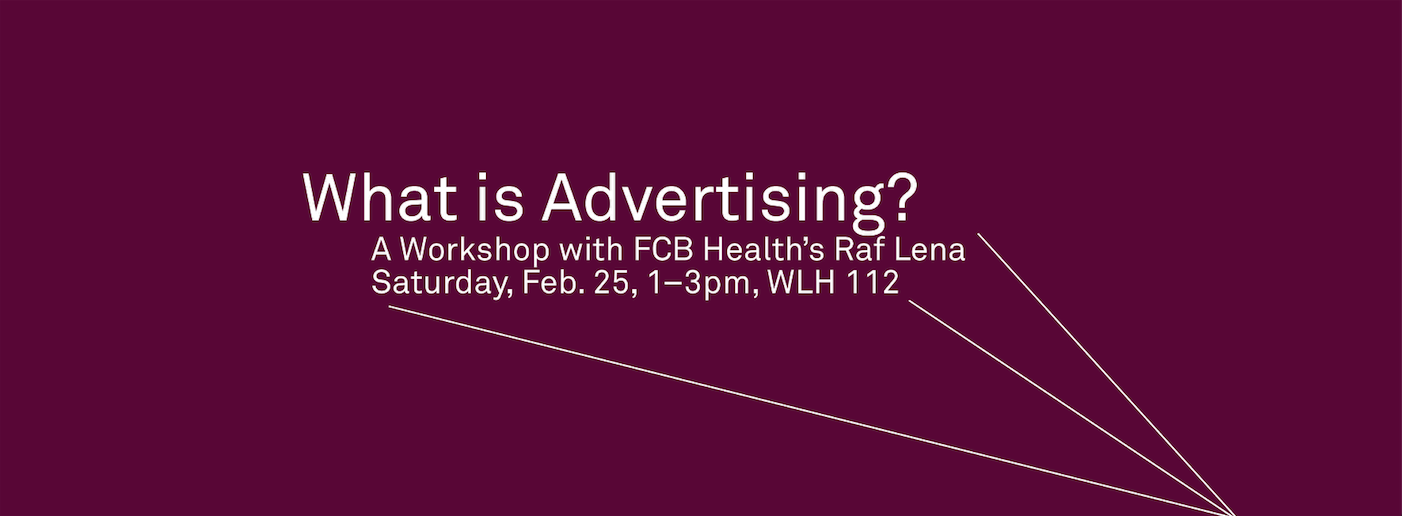 What is Advertising?
A Workshop with FCB Health’s Raf Lena
Saturday, Feb. 25, 1–3pm, WLH 112